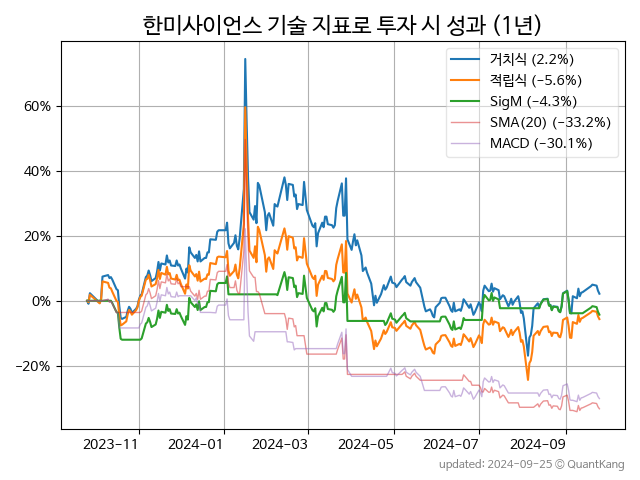 한미사이언스 기술 지표로 투자 시 성과 (1년)
거치식 (2.2%)
적립식 (−5.6%)
SigM (−4.3%)
SMA(20) (−33.2%)
MACD (−30.1%)
60%
40%
20%
0%
−20%
2023-11 2024-01 2024-03 2024-05 2024-07 2024-09
updated: 2024-09-25 © QuantKang